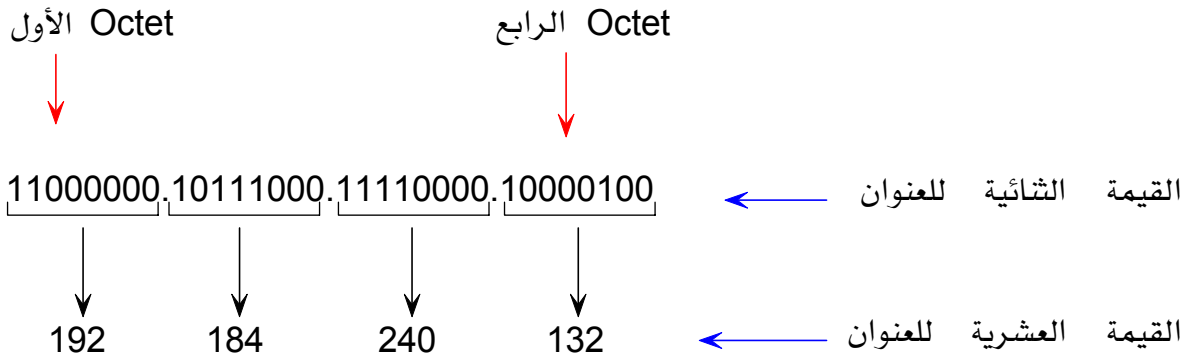 Octet الأول
Octet الرابع
11000000.10111000.11110000.10000100
القيمة الثنائية للعنوان
192 184 240 132
القيمة العشرية للعنوان